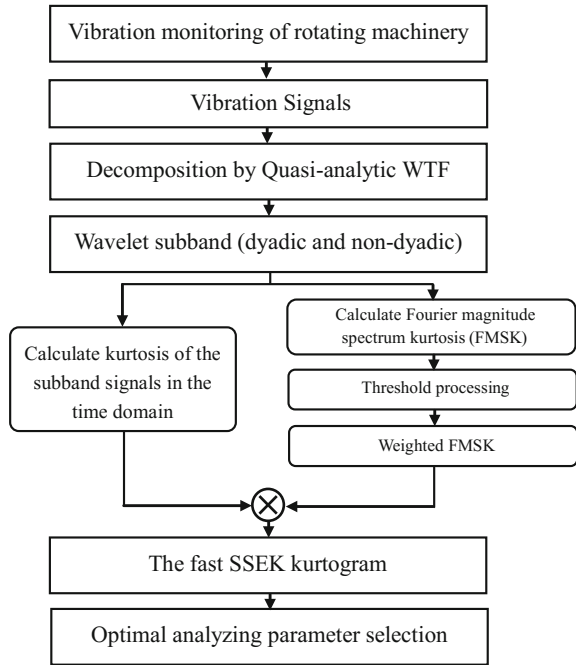 Vibration monitoring of rotating machinery
Vibration Signals
Decomposition by Quasi-analytic WTF
Wavelet subband (dyadic and non-dyadic)
Calculate kurtosis of the
subband signals in the
time domain
Calculate Fourier magnitude
spectrum kurtosis (FMSK)
Threshold processing
Weighted FMSK
The fast SSEK kurtogram
Optimal analyzing parameter selection